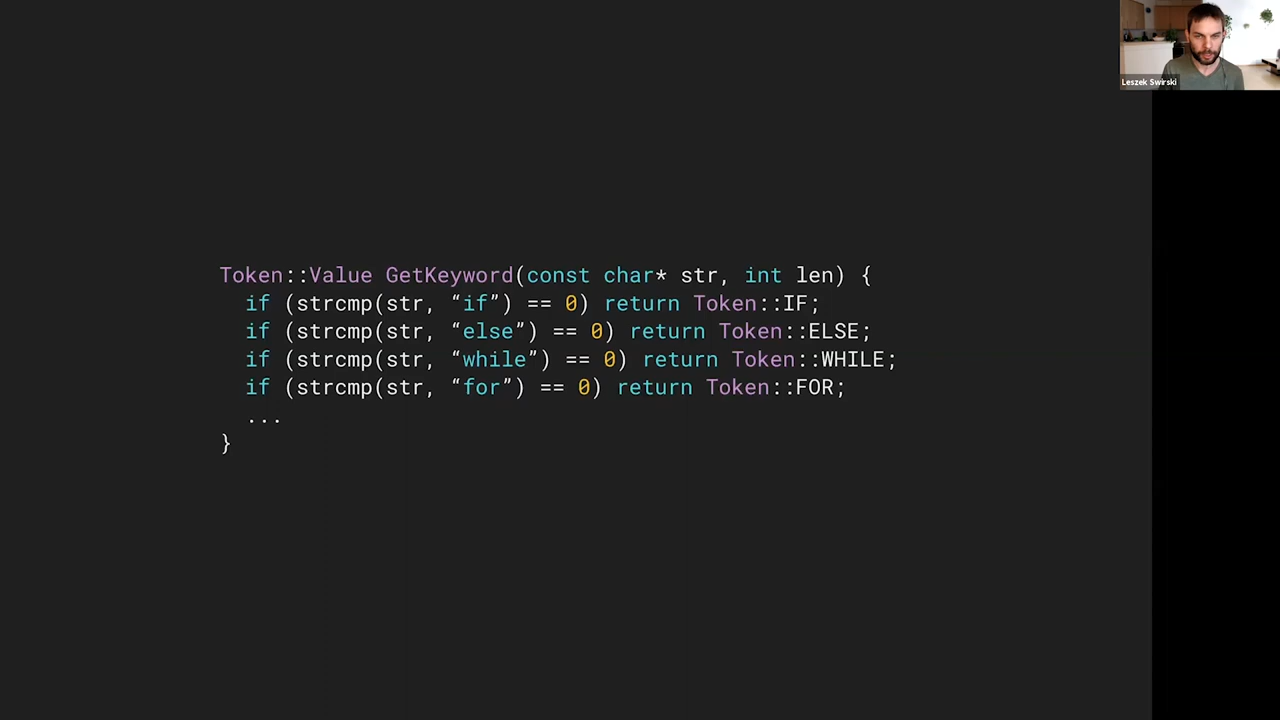 Leszek Swirski
Token::Value GetKeyword(const char* str, int len) {
  if (strcmp(str, “if”) == 0) return Token::IF;
  if (strcmp(str, “else”) == 0) return Token::ELSE;
  if (strcmp(str, “while”) == 0) return Token::WHILE;
  if (strcmp(str, “for”) == 0) return Token::FOR;
  ...
}